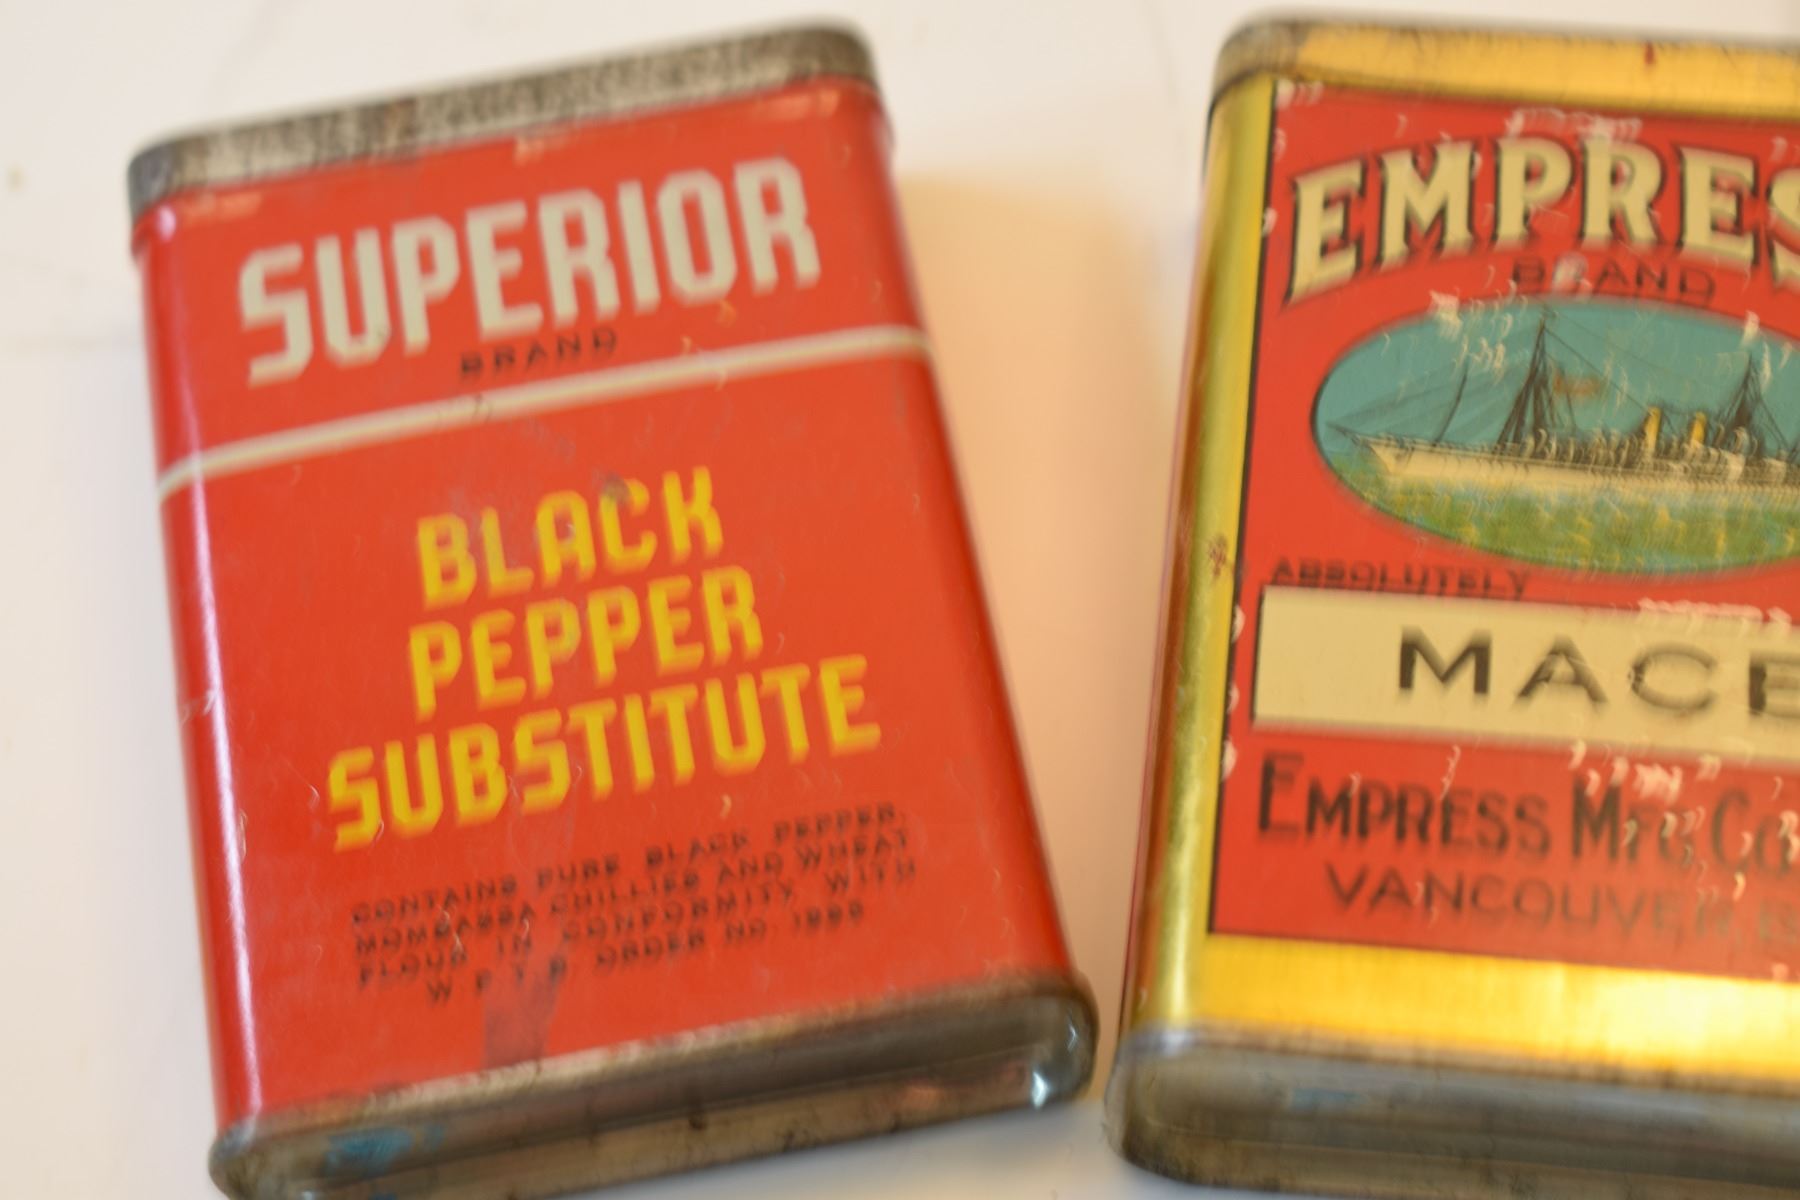 SUPERIOR
BRAND
BLACK
PEPPER
SUBSTITUTE
CONTAINS PURE BLACK PEPPER,
MOMBASSA CHILLIES AND WHEAT
FLOUR IN CONFORMITY WITH
W P T B ORDER NO.
EMPRES
BRAND
ABSOLUTELY
MACE
EMPRESS MFG. CO
VANCOUVER, B